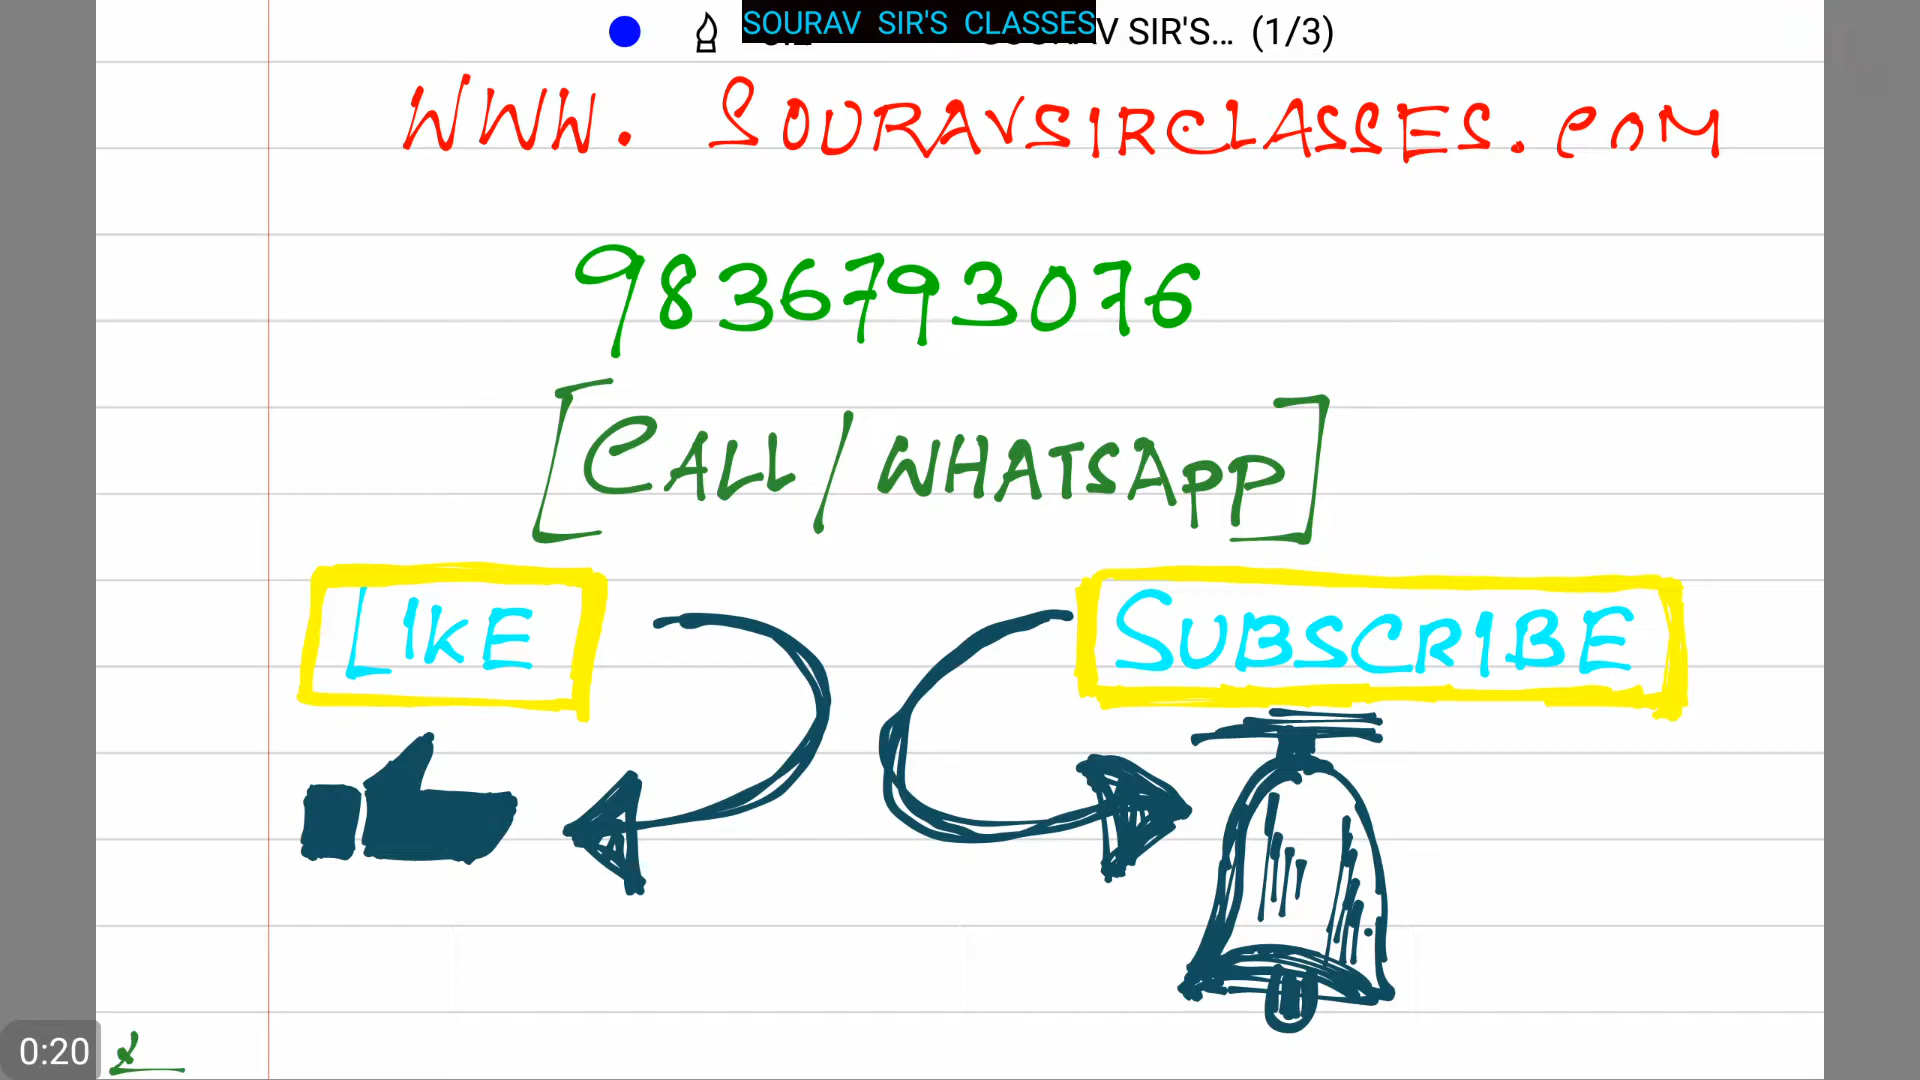 SOURAV SIR'S CLASSES
V SIR'S... (1/3)
WWW. SOURAVSIRCLASSES.COM
9836793076
[CALL/WHATSApp]
LIKE
SUBSCRIBE
0:20